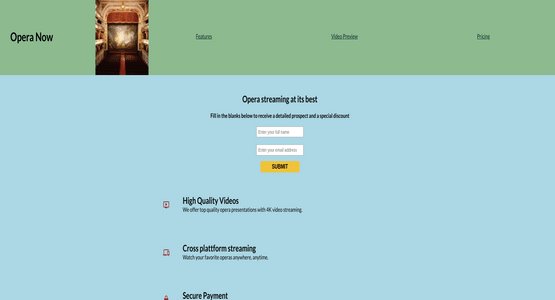 Opera Now
Features
Video Preview
Pricing
Opera streaming at its best
Fill in the blanks below to receive a detailed prospect and a special discount
Enter your full name
Enter your email address
SUBMIT
High Quality Videos
We offer top quality opera presentations with 4K video streaming
Cross plattform streaming
Watch your favorite operas anywhere, anytime.
Secure Payment